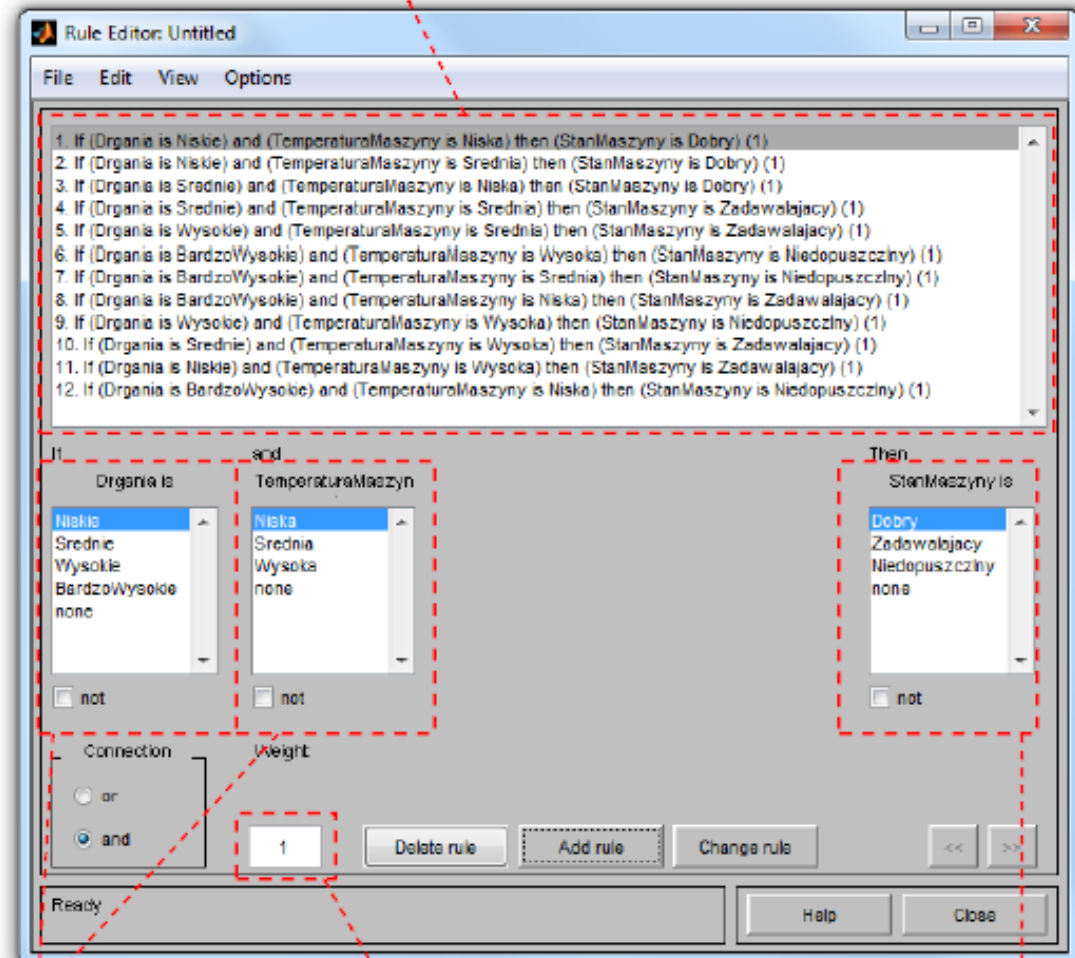 Rule Editor: Untitled
File Edit View Options
1. If (Drgania is Niskie) and (TemperaturaMaszyny is Niska) then (StanMaszyny is Dobry) (1)
2. If (Drgania is Niskie) and (TemperaturaMaszyny is Srednia) then (StanMaszyny is Dobry) (1)
3. If (Drgania is Srednie) and (TemperaturaMaszyny is Niska) then (StanMaszyny is Dobry) (1)
4. If (Drgania is Srednie) and (TemperaturaMaszyny is Srednia) then (StanMaszyny is Zadawalajacy) (1)
5. If (Drgania is Wysokie) and (TemperaturaMaszyny is Srednia) then (StanMaszyny is Zadawalajacy) (1)
6. If (Drgania is BardzoWysokie) and (TemperaturaMaszyny is Wysoka) then (StanMaszyny is Niedopuszczlny) (1)
7. If (Drgania is BardzoWysokie) and (TemperaturaMaszyny is Srednia) then (StanMaszyny is Niedopuszczlny) (1)
8. If (Drgania is BardzoWysokie) and (TemperaturaMaszyny is Niska) then (StanMaszyny is Zadawalajacy) (1)
9. If (Drgania is Wysokie) and (TemperaturaMaszyny is Wysoka) then (StanMaszyny is Niedopuszczlny) (1)
10. If (Drgania is Srednie) and (TemperaturaMaszyny is Wysoka) then (StanMaszyny is Zadawalajacy) (1)
11. If (Drgania is Niskie) and (TemperaturaMaszyny is Wysoka) then (StanMaszyny is Zadawalajacy) (1)
12. If (Drgania is BardzoWysokie) and (TemperaturaMaszyny is Niska) then (StanMaszyny is Niedopuszczlny) (1)
If and Then
Drgania is TemperaturaMaszyn StanMaszyny is
Niskie Niska Dobry
Srednie Srednia Zadawalajacy
Wysokie Wysoka Niedopuszczlny
BardzoWysokie none none
none
not not not
Connection Weight:
or
and 1 Delete rule Add rule Change rule << >>
Ready Help Close